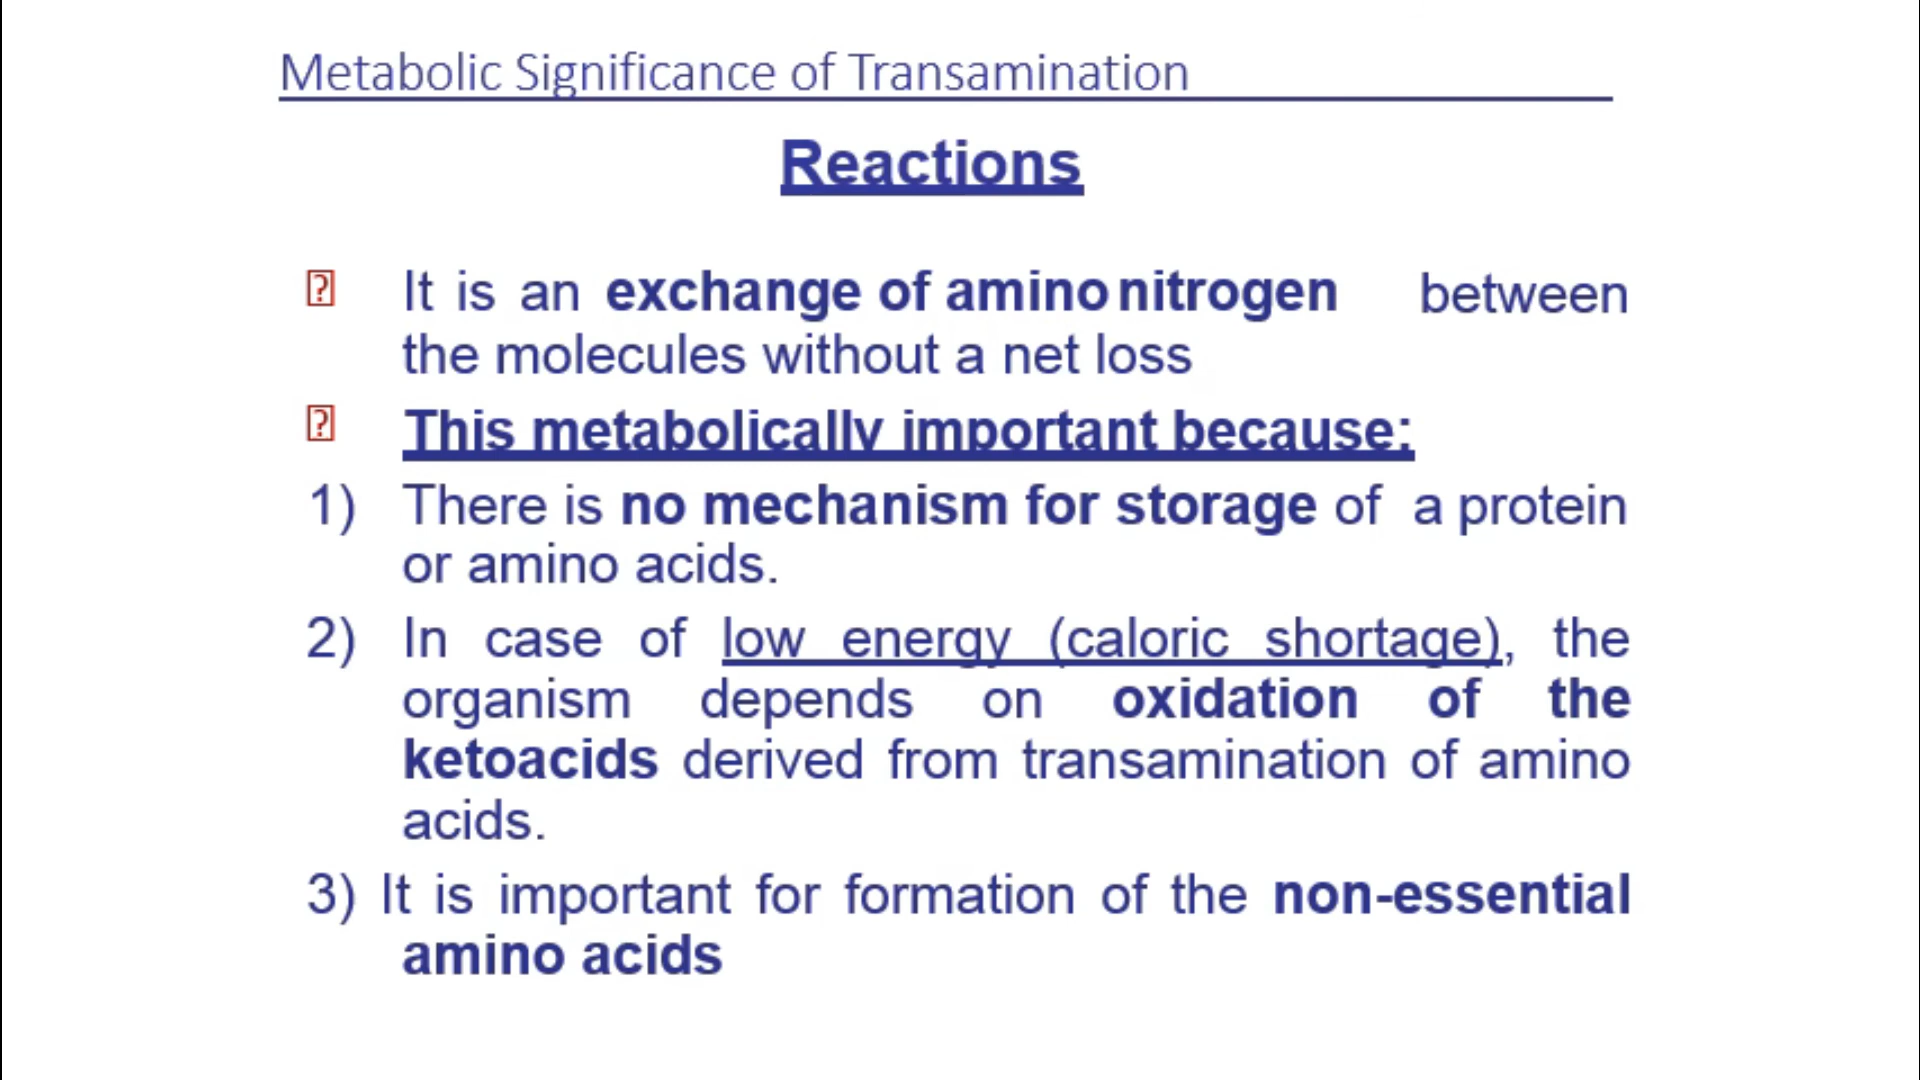 Metabolic Significance of Transamination
Reactions
It is an exchange of amino nitrogen between
the molecules without a net loss
This metabolically important because:
1) There is no mechanism for storage of a protein
or amino acids.
2) In case of low energy (caloric shortage), the
organism depends on oxidation of the
ketoacids derived from transamination of amino
acids.
3) It is important for formation of the non-essential
amino acids